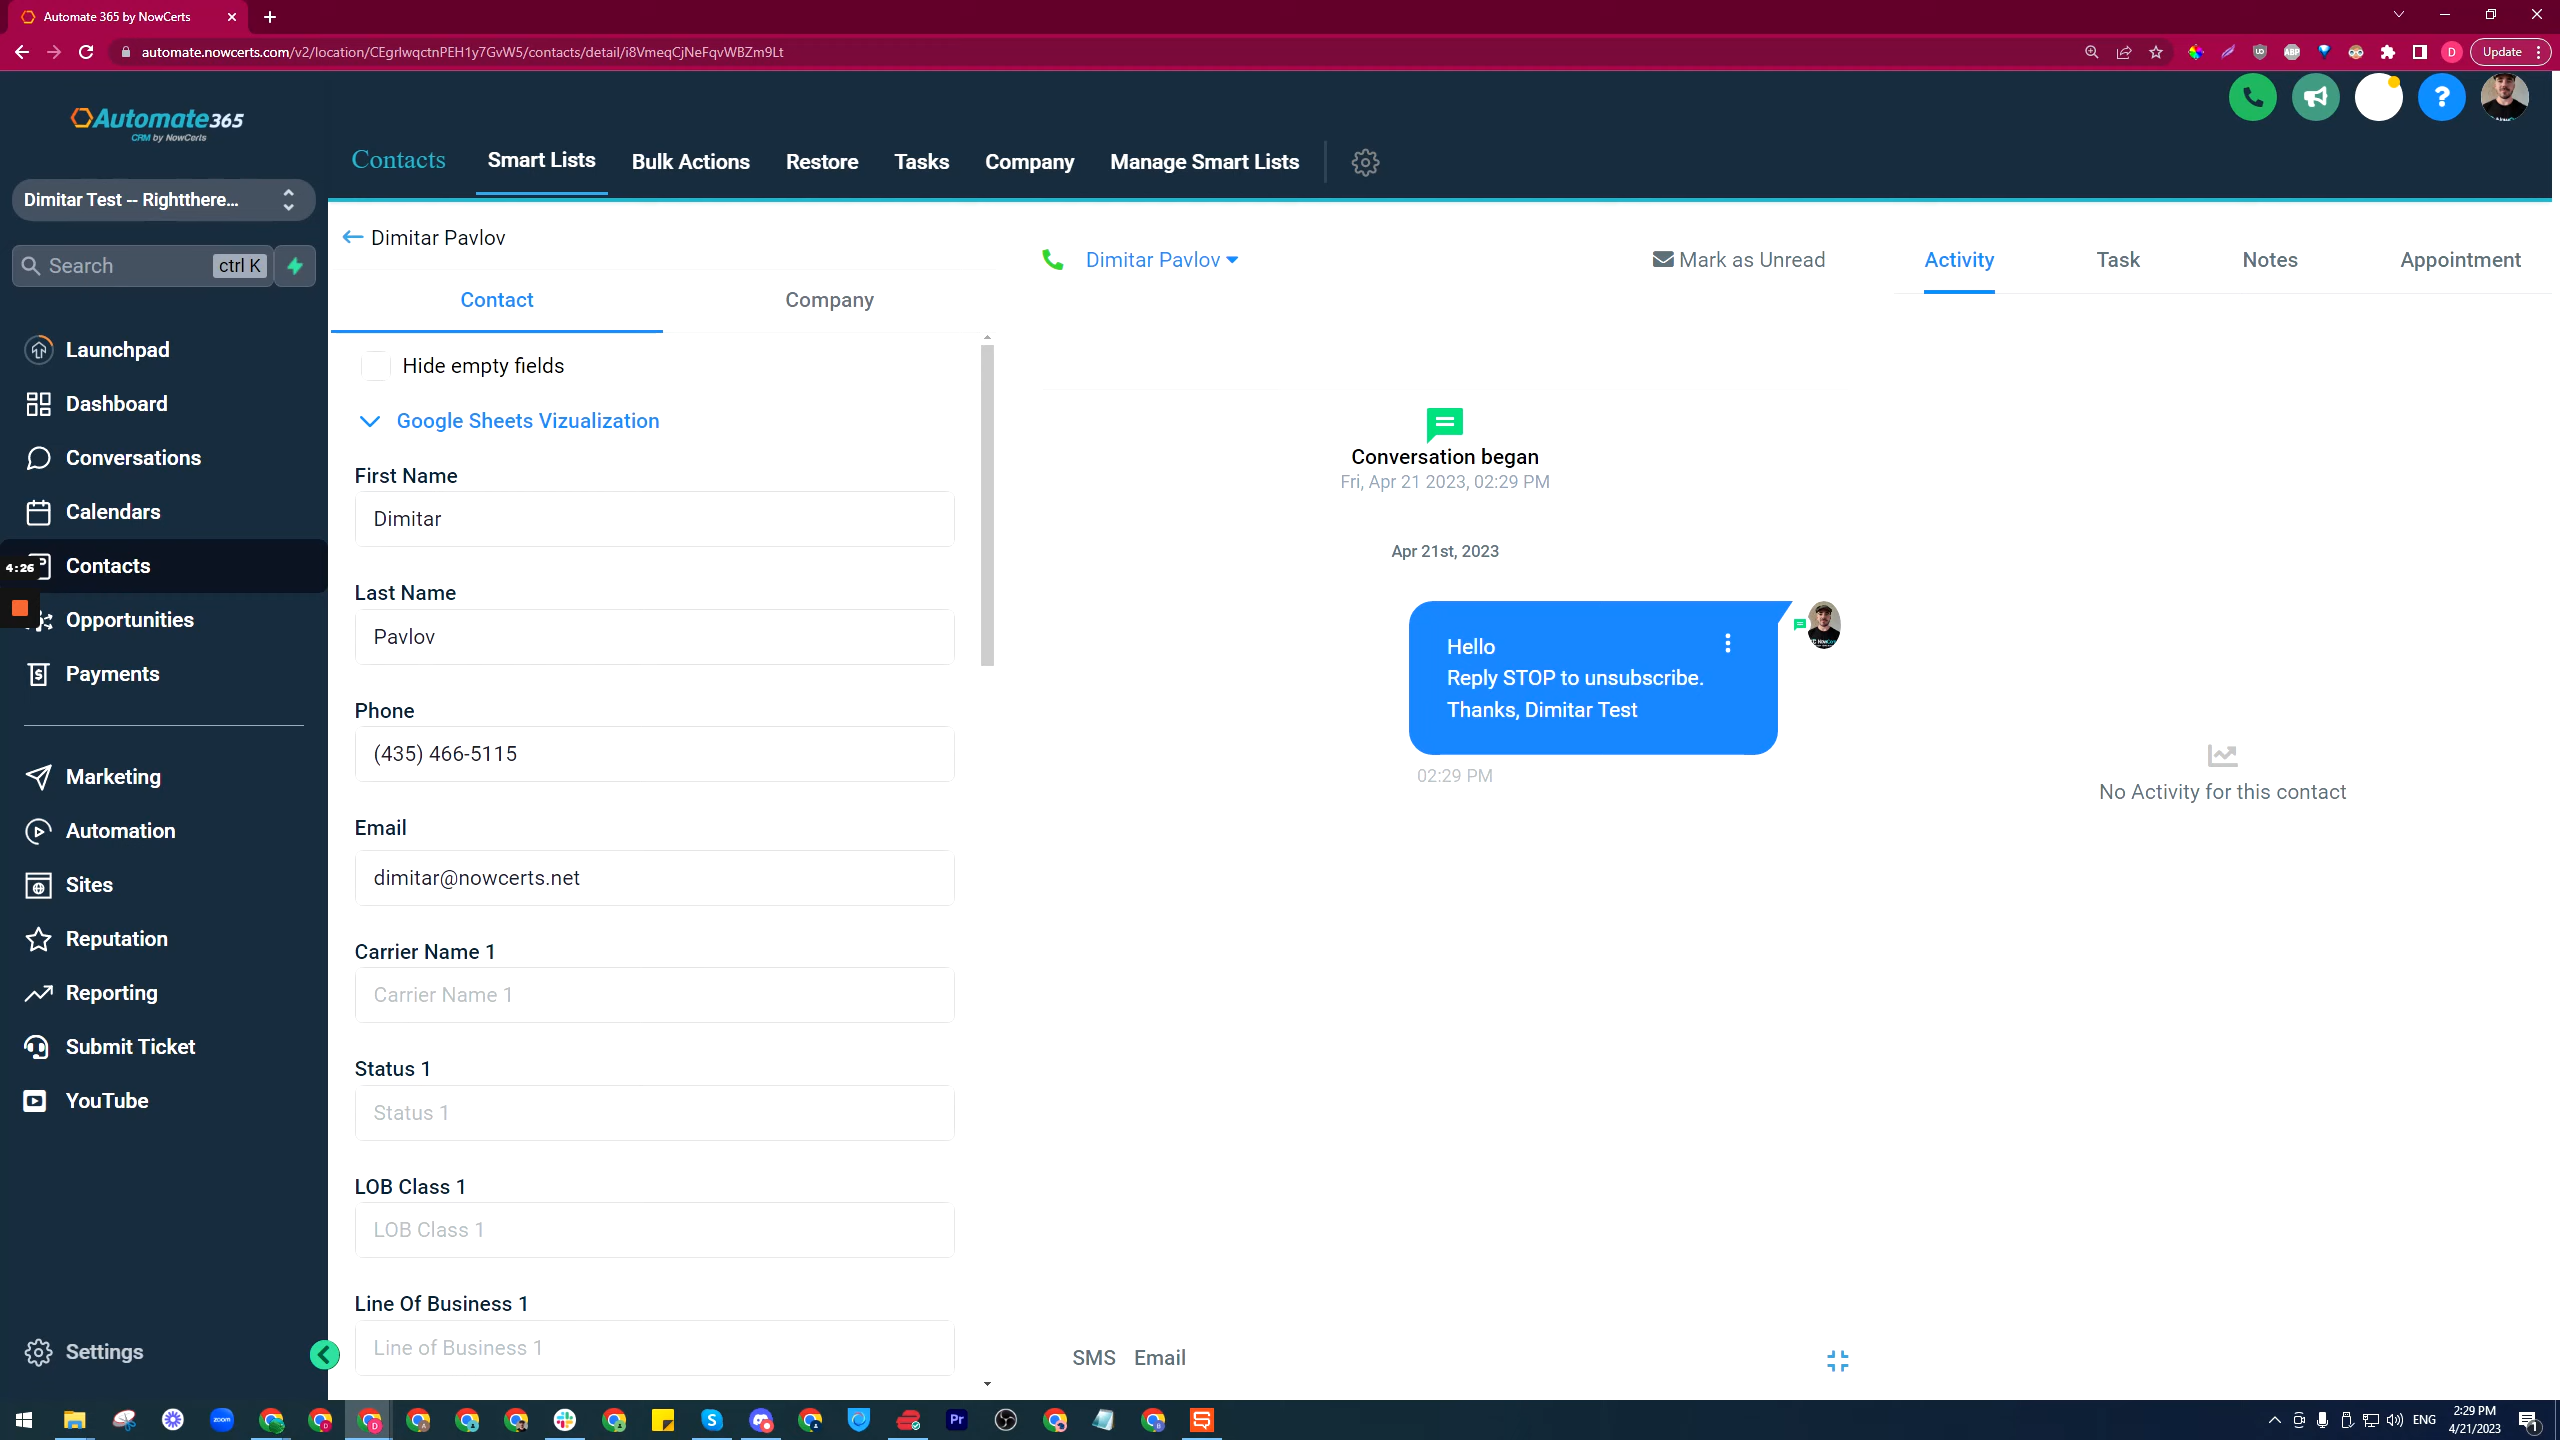 Automate 365 by NowCerts
automate.nowcerts.com/v2/location/CEgrlwqctnPEH1y7GvW5/contacts/detail/i8VmeqCjNeFqvWBZm9Lt
D
Update
Automate365
CRM by NowCerts
Contacts
Smart Lists
Bulk Actions
Restore
Tasks
Company
Manage Smart Lists
Dimitar Test -- Rightthere...
Search
ctrl K
Launchpad
Dashboard
Conversations
Calendars
Contacts
4:26
Opportunities
Payments
Marketing
Automation
Sites
Reputation
Reporting
Submit Ticket
YouTube
Settings
Dimitar Pavlov
Contact
Company
Hide empty fields
Google Sheets Vizualization
First Name
Dimitar
Last Name
Pavlov
Phone
(435) 466-5115
Email
dimitar@nowcerts.net
Carrier Name 1
Carrier Name 1
Status 1
Status 1
LOB Class 1
LOB Class 1
Line Of Business 1
Line of Business 1
Dimitar Pavlov
Mark as Unread
Conversation began
Fri, Apr 21 2023, 02:29 PM
Apr 21st, 2023
Hello
Reply STOP to unsubscribe.
Thanks, Dimitar Test
02:29 PM
SMS
Email
Activity
Task
Notes
Appointment
No Activity for this contact
zoom
Pr
ENG
2:29 PM
4/21/2023
1